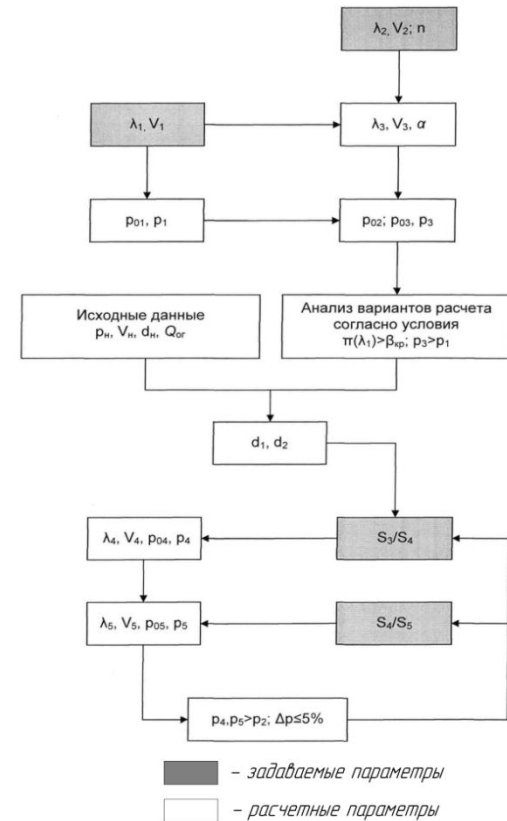 λ₂, V₂; n
λ₁, V₁
λ₃, V₃, α
p₀₁, p₁
p₀₂; p₀₃, p₃
Исходные данные
pн, Vн, dн, Qог
Анализ вариантов расчета
согласно условия
π(λ₁)>βкр; p₃>p₁
d₁, d₂
λ₄, V₄, p₀₄, p₄
S₃/S₄
λ₅, V₅, p₀₅, p₅
S₄/S₅
p₄,p₅>p₂; Δp≤5%
– задаваемые параметры
– расчетные параметры